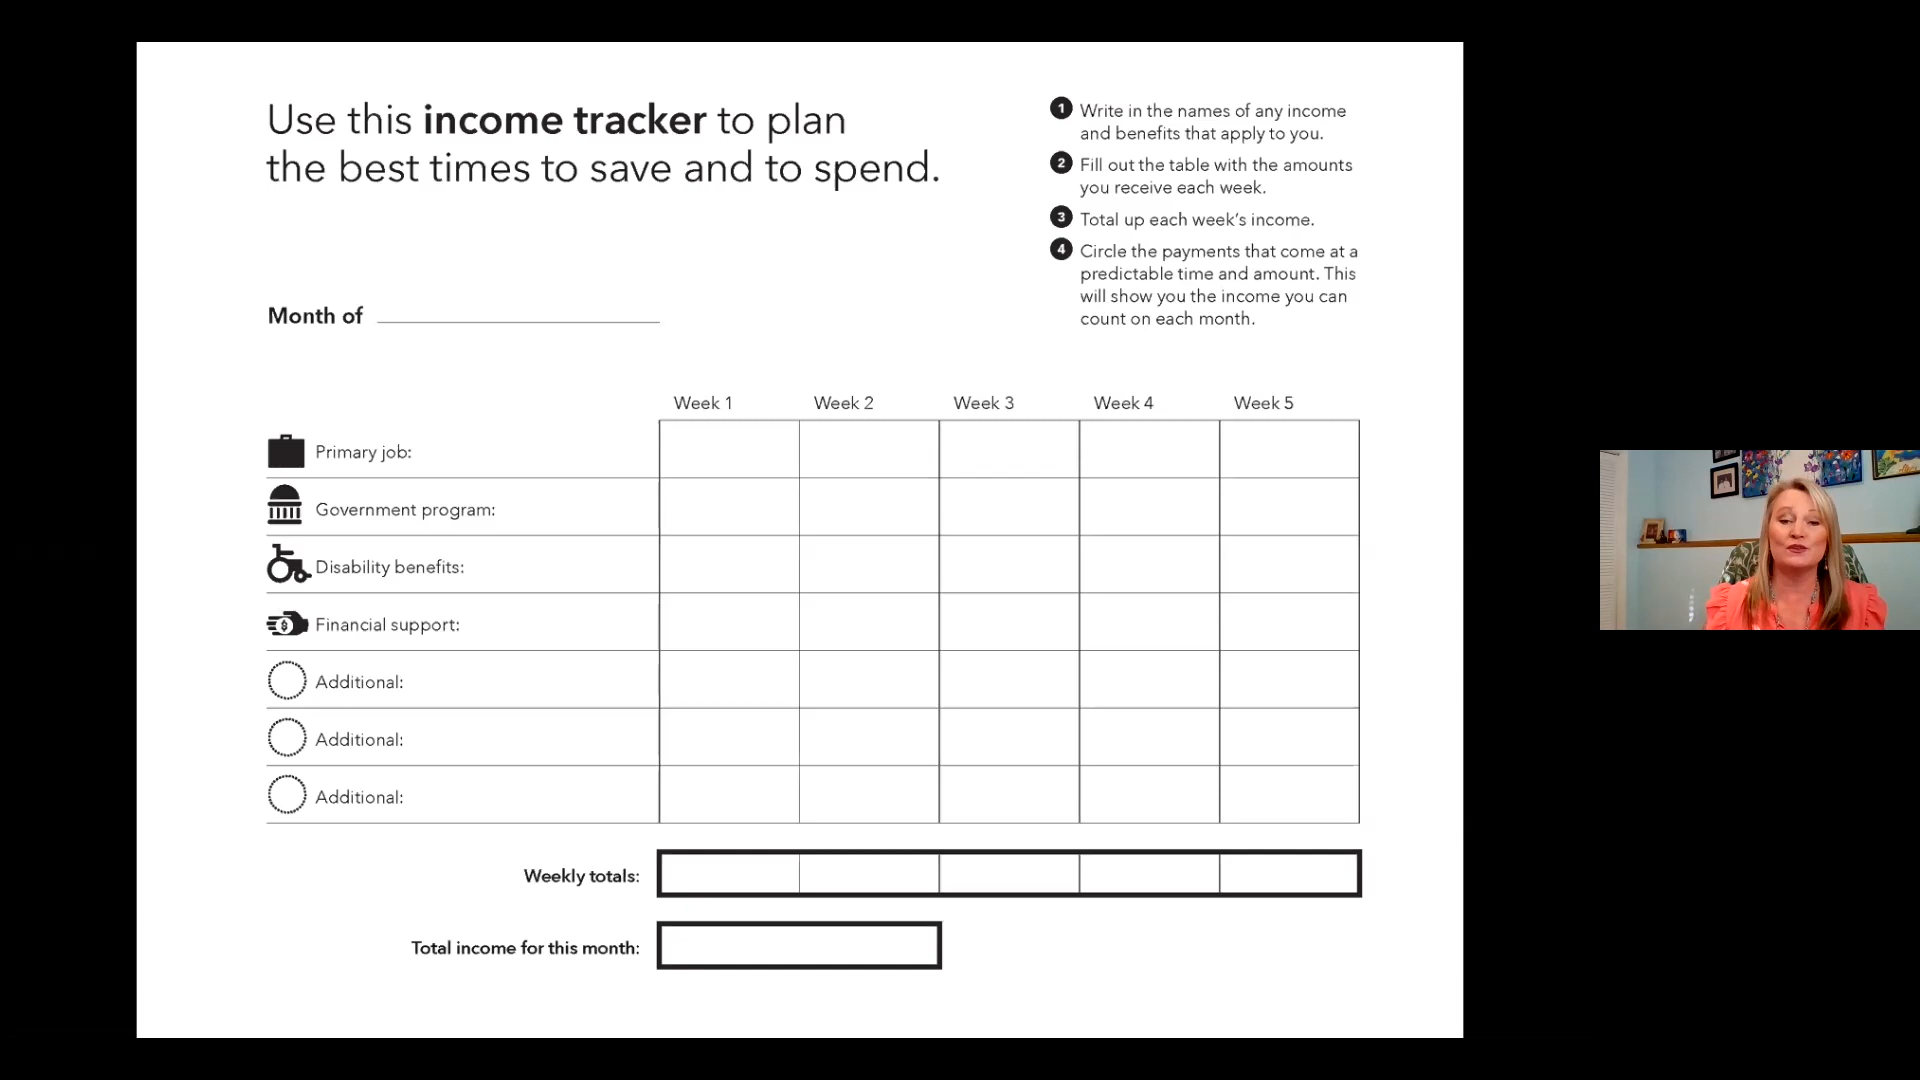 Use this income tracker to plan
the best times to save and to spend.
1 Write in the names of any income
and benefits that apply to you.
2 Fill out the table with the amounts
you receive each week.
3 Total up each week's income.
4 Circle the payments that come at a
predictable time and amount. This
will show you the income you can
count on each month.
Month of
Week 1 Week 2 Week 3 Week 4 Week 5
Primary job:
Government program:
Disability benefits:
$ Financial support:
Additional:
Additional:
Additional:
Weekly totals:
Total income for this month: